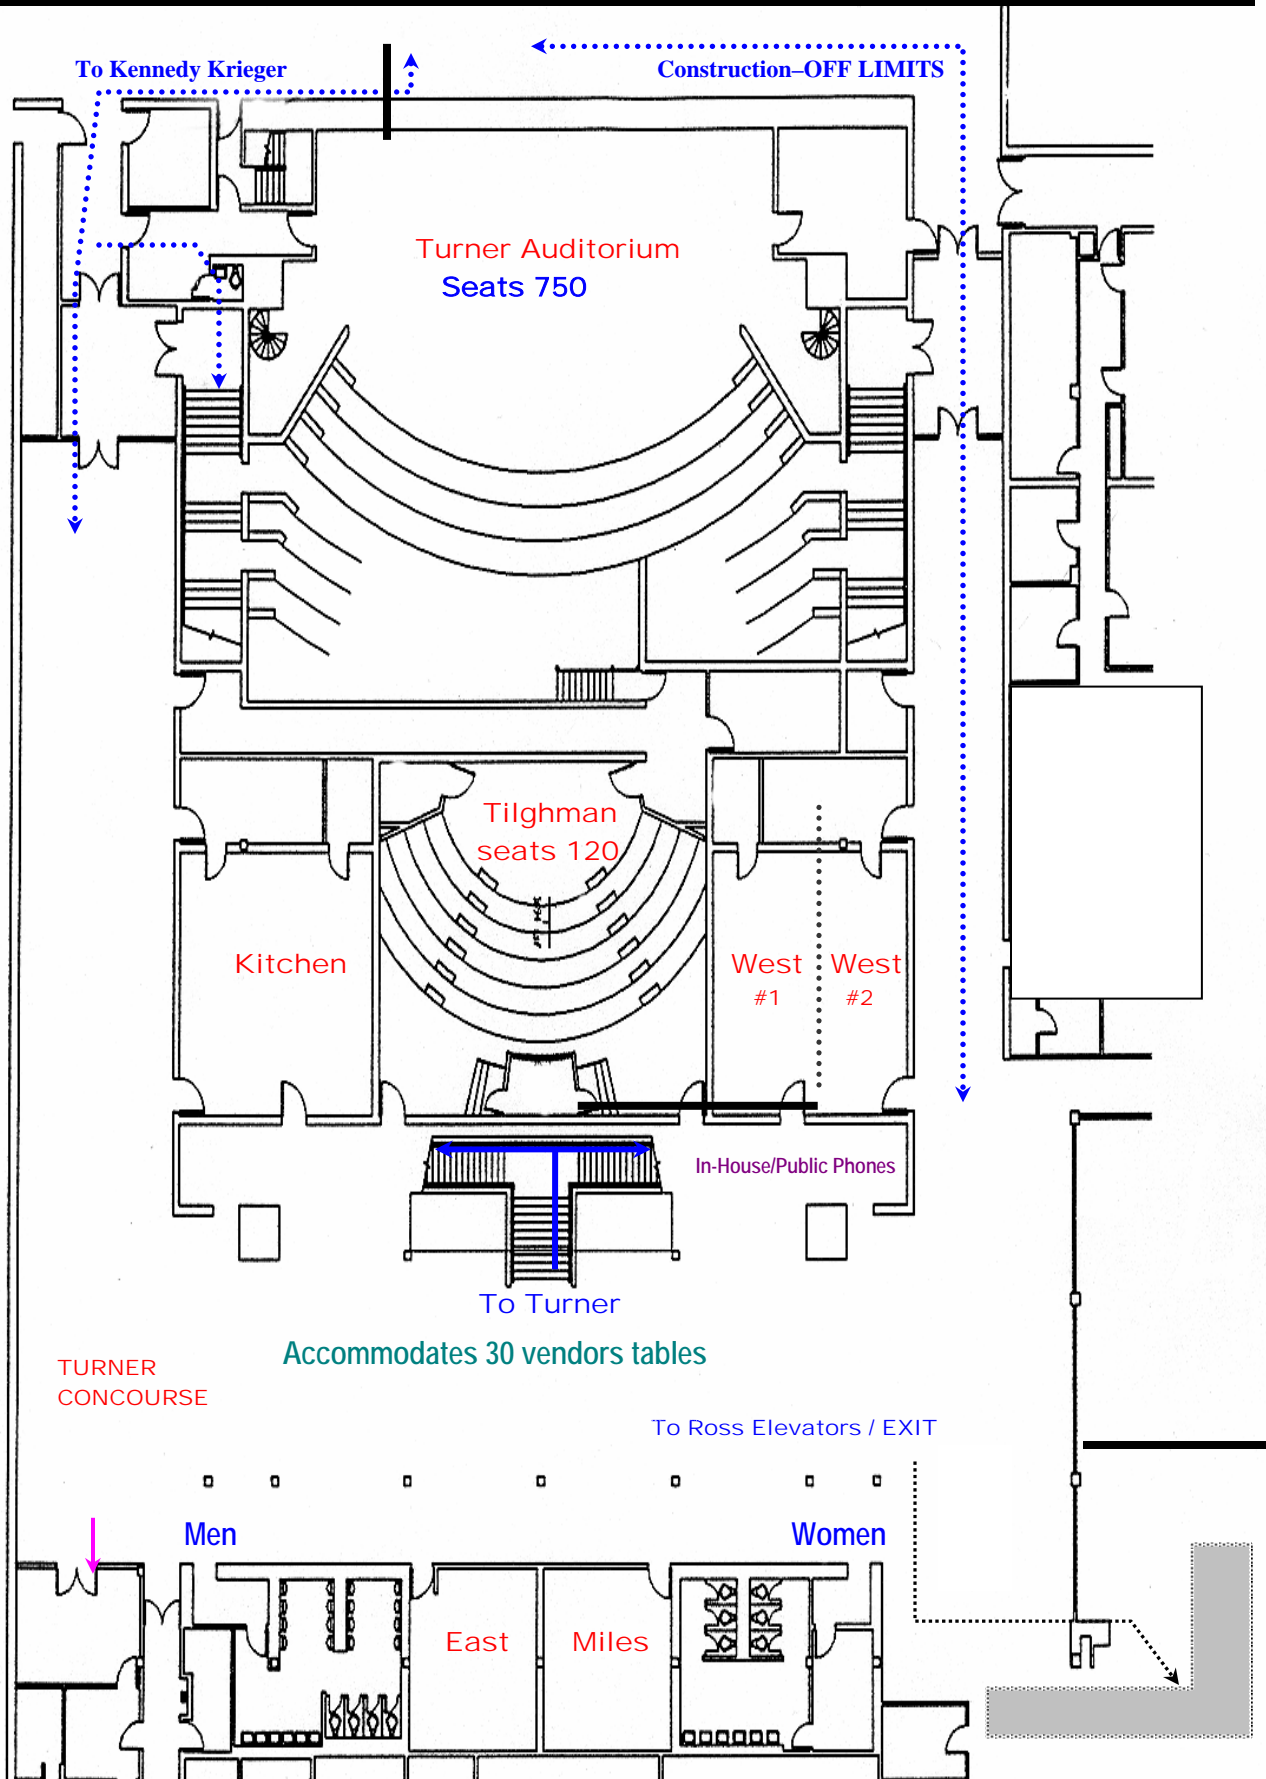 To Kennedy Krieger
Construction–OFF LIMITS
Turner Auditorium
Seats 750
Tilghman
seats 120
Kitchen
West
#1
West
#2
In-House/Public Phones
To Turner
Accommodates 30 vendors tables
TURNER
CONCOURSE
To Ross Elevators / EXIT
Men
Women
East
Miles